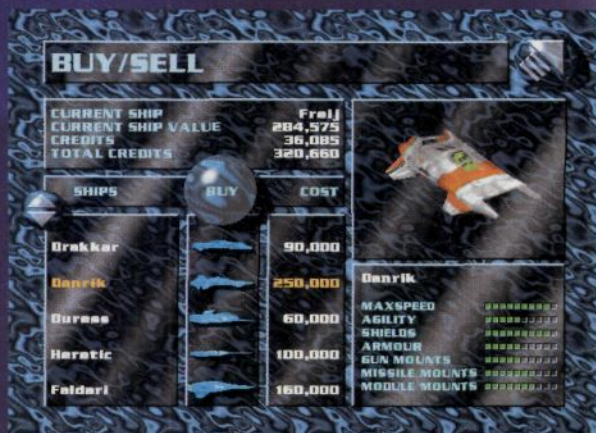 BUY/SELL
CURRENT SHIP Freij
CURRENT SHIP VALUE 284,575
CREDITS 36,085
TOTAL CREDITS 320,660
SHIPS BUY COST
Drakkar 90,000
Danrik 250,000
Duress 60,000
Heretic 100,000
Faldari 160,000
Danrik
MAXSPEED
AGILITY
SHIELDS
ARMOUR
GUN MOUNTS
MISSILE MOUNTS
MODULE MOUNTS